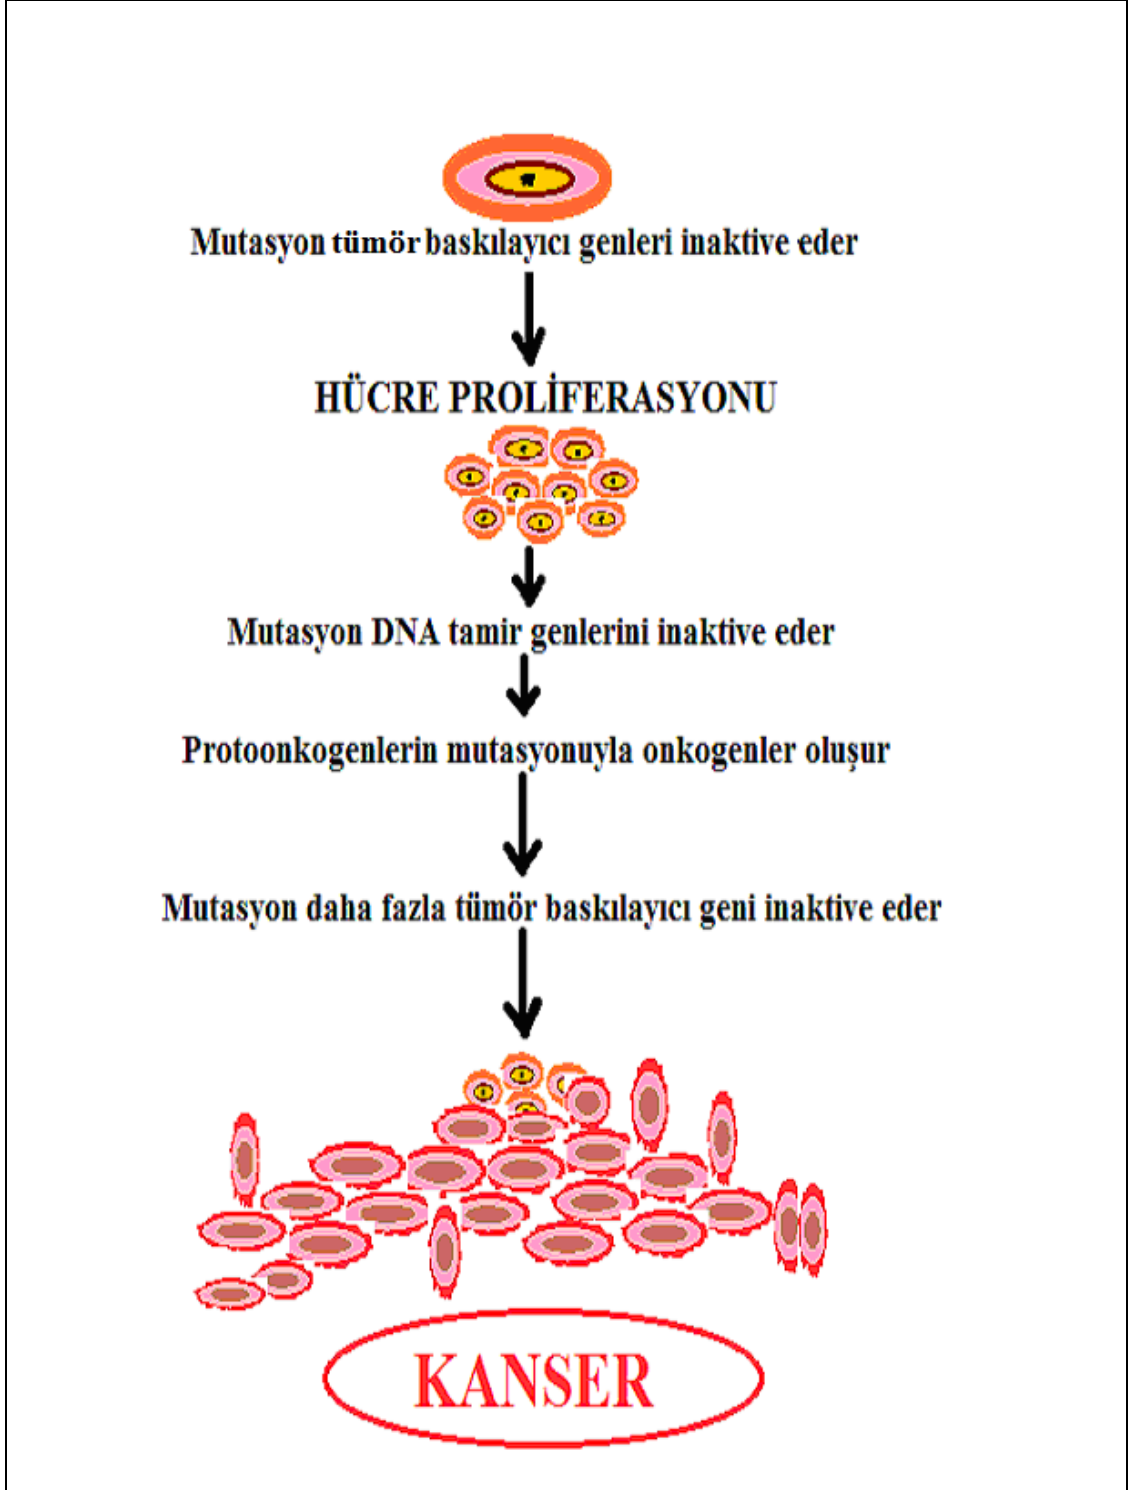 Mutasyon tümör baskılayıcı genleri inaktive eder
HÜCRE PROLİFERASYONU
Mutasyon DNA tamir genlerini inaktive eder
Protoonkogenlerin mutasyonuyla onkogenler oluşur
Mutasyon daha fazla tümör baskılayıcı geni inaktive eder
KANSER